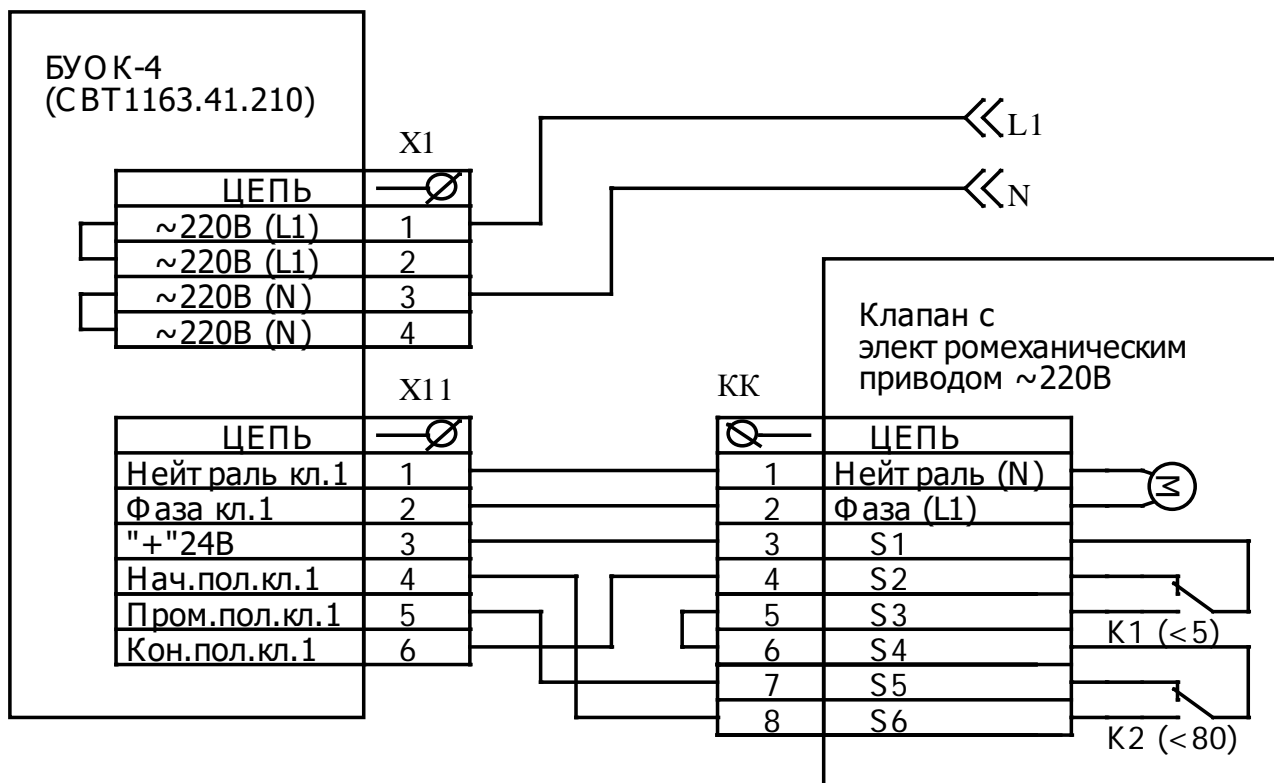 БУОК-4
(СВТ1163.41.210)
X1
ЦЕПЬ
~220В (L1) 1
~220В (L1) 2
~220В (N) 3
~220В (N) 4
L1
N
X11
ЦЕПЬ
Нейтраль кл.1 1
Фаза кл.1 2
"+"24В 3
Нач.пол.кл.1 4
Пром.пол.кл.1 5
Кон.пол.кл.1 6
Клапан с
электромеханическим
приводом ~220В
КК
ЦЕПЬ
1 Нейтраль (N)
2 Фаза (L1)
3 S1
4 S2
5 S3
6 S4
7 S5
8 S6
М
K1 (<5)
K2 (<80)